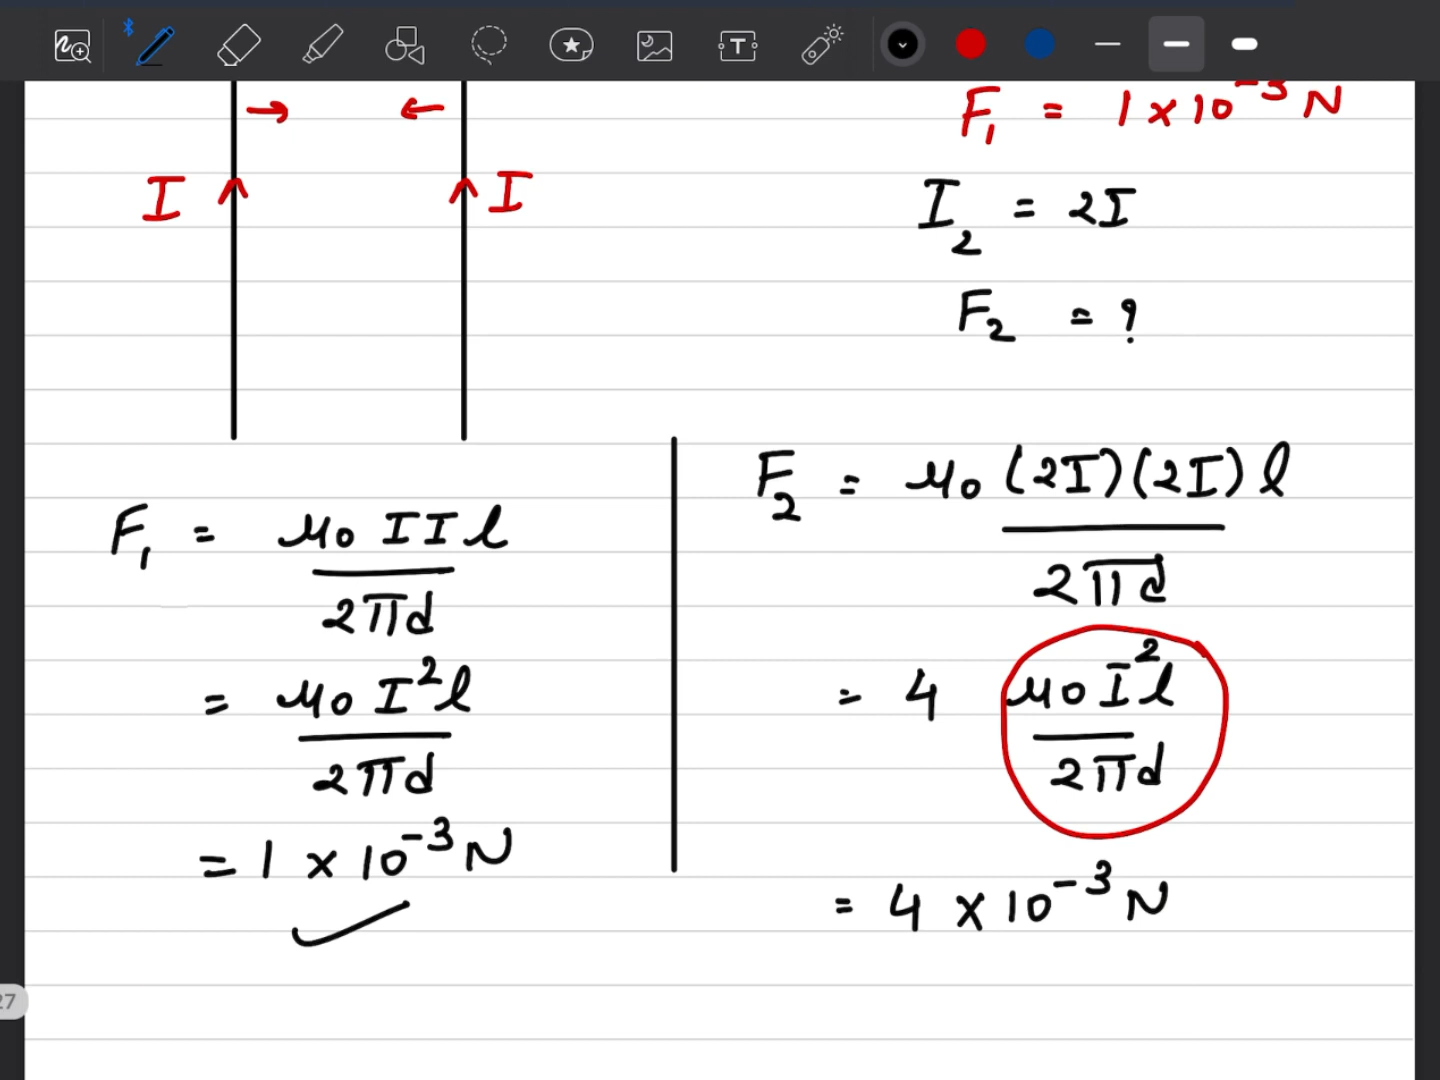 F₁ = 1 × 10⁻³ N
I I
I₂ = 2I
F₂ = ?
F₁ = μ₀ I I l / 2πd
= μ₀ I² l / 2πd
= 1 × 10⁻³ N
F₂ = μ₀ (2I)(2I) l / 2πd
= 4 μ₀ I² l / 2πd
= 4 × 10⁻³ N
27
T